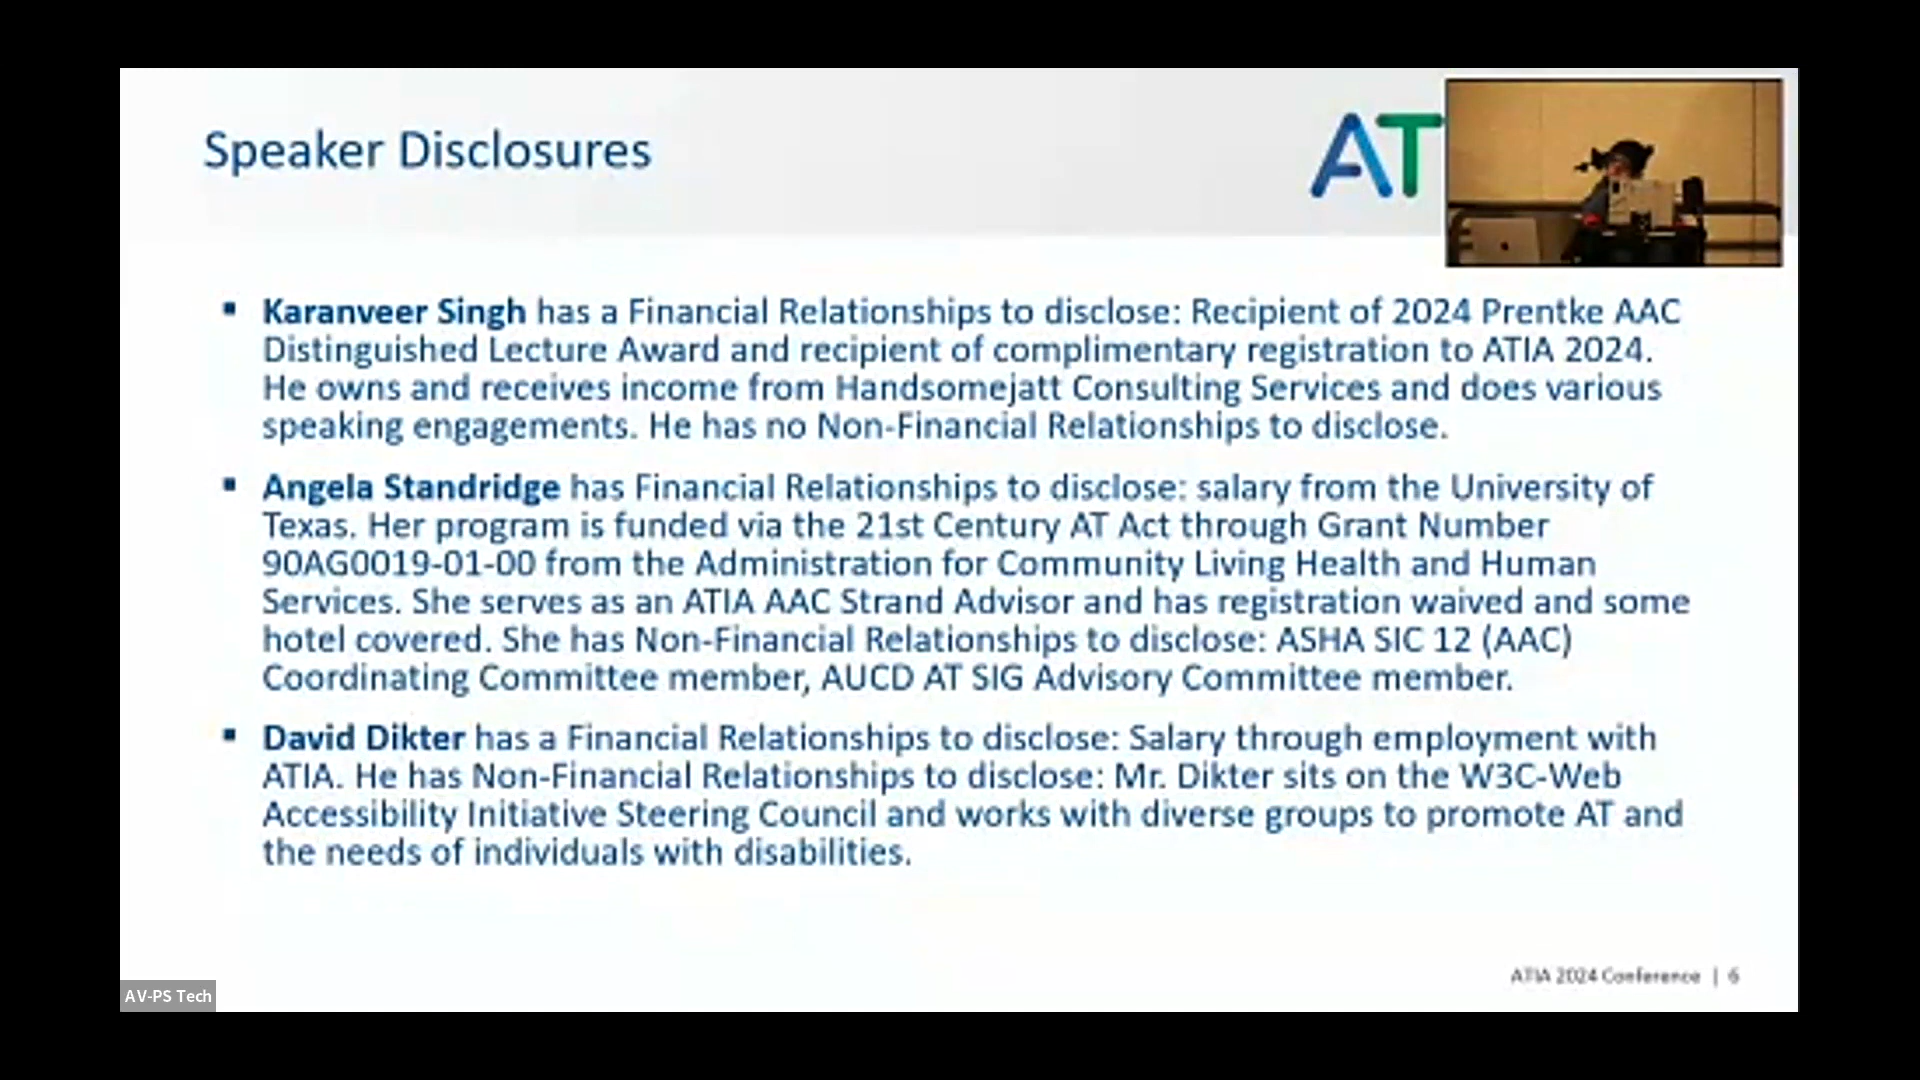 Speaker Disclosures
AT
▪ Karanveer Singh has a Financial Relationships to disclose: Recipient of 2024 Prentke AAC
Distinguished Lecture Award and recipient of complimentary registration to ATIA 2024.
He owns and receives income from Handsomejatt Consulting Services and does various
speaking engagements. He has no Non-Financial Relationships to disclose.
▪ Angela Standridge has Financial Relationships to disclose: salary from the University of
Texas. Her program is funded via the 21st Century AT Act through Grant Number
90AG0019-01-00 from the Administration for Community Living Health and Human
Services. She serves as an ATIA AAC Strand Advisor and has registration waived and some
hotel covered. She has Non-Financial Relationships to disclose: ASHA SIC 12 (AAC)
Coordinating Committee member, AUCD AT SIG Advisory Committee member.
▪ David Dikter has a Financial Relationships to disclose: Salary through employment with
ATIA. He has Non-Financial Relationships to disclose: Mr. Dikter sits on the W3C-Web
Accessibility Initiative Steering Council and works with diverse groups to promote AT and
the needs of individuals with disabilities.
ATIA 2024 Conference | 6
AV-PS Tech